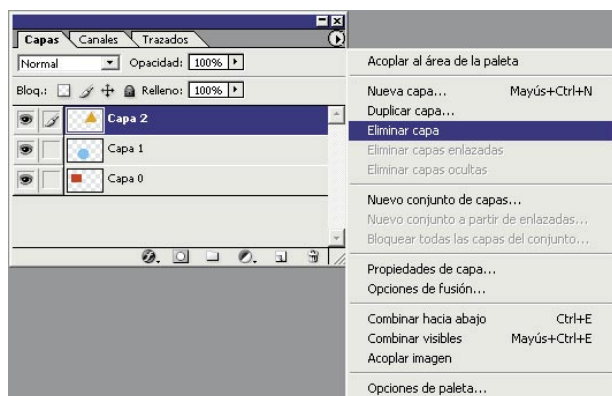 Capas Canales Trazados
Normal Opacidad: 100%
Bloq.: Relleno: 100%
Capa 2
Capa 1
Capa 0
Acoplar al área de la paleta
Nueva capa... Mayús+Ctrl+N
Duplicar capa...
Eliminar capa
Eliminar capas enlazadas
Eliminar capas ocultas
Nuevo conjunto de capas...
Nuevo conjunto a partir de enlazadas...
Bloquear todas las capas del conjunto...
Propiedades de capa...
Opciones de fusión...
Combinar hacia abajo Ctrl+E
Combinar visibles Mayús+Ctrl+E
Acoplar imagen
Opciones de paleta...